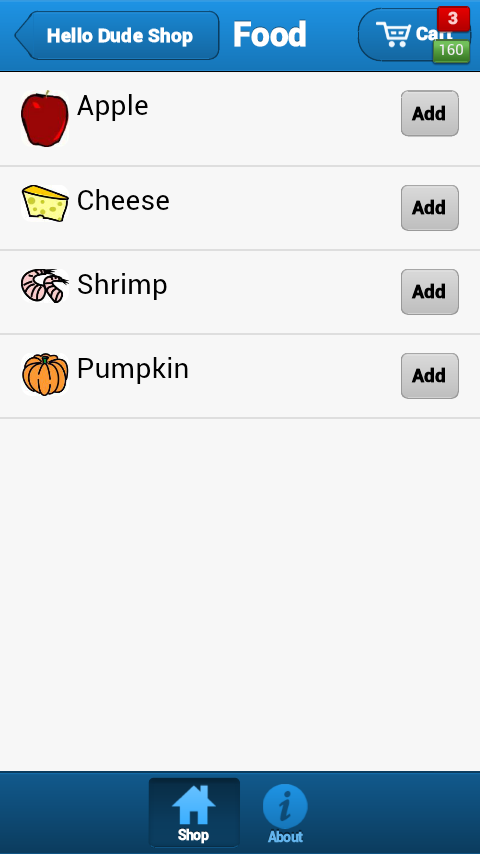 Hello Dude Shop
Food
Cart
3
160
Apple
Add
Cheese
Add
Shrimp
Add
Pumpkin
Add
Shop
About